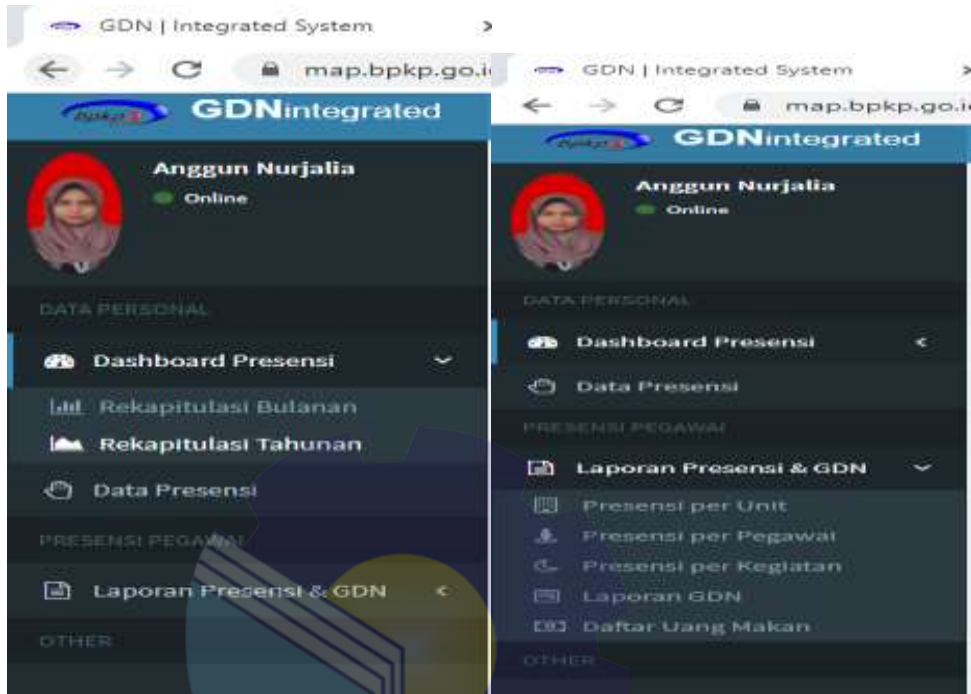 GDN | Integrated System
map.bpkp.go.i
bpkp
GDNintegrated
Anggun Nurjalia
Online
DATA PERSONAL
Dashboard Presensi
Rekapitulasi Bulanan
Rekapitulasi Tahunan
Data Presensi
PRESENSI PEGAWAI
Laporan Presensi & GDN
OTHER
GDN | Integrated System
map.bpkp.go.i
bpkp
GDNintegrated
Anggun Nurjalia
Online
DATA PERSONAL
Dashboard Presensi
Data Presensi
PRESENSI PEGAWAI
Laporan Presensi & GDN
Presensi per Unit
Presensi per Pegawai
Presensi per Kegiatan
Laporan GDN
Daftar Uang Makan
OTHER